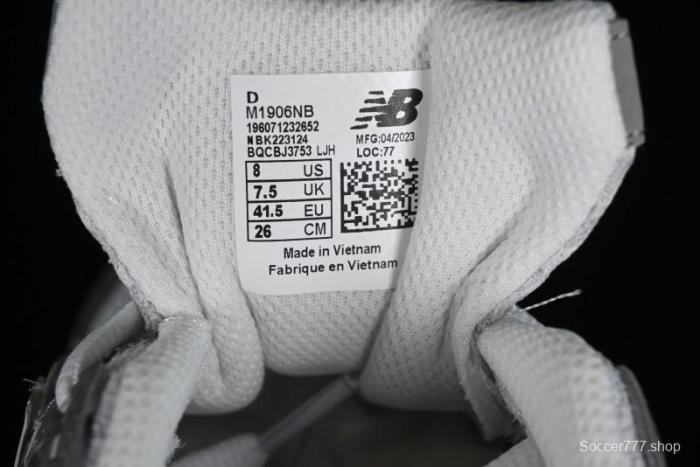 D
M1906NB
196071232652
NBK223124
BQCBJ3753 LJH
NB
MFG:04/2023
LOC:77
8 US
7.5 UK
41.5 EU
26 CM
Made in Vietnam
Fabrique en Vietnam
Soccer777.shop